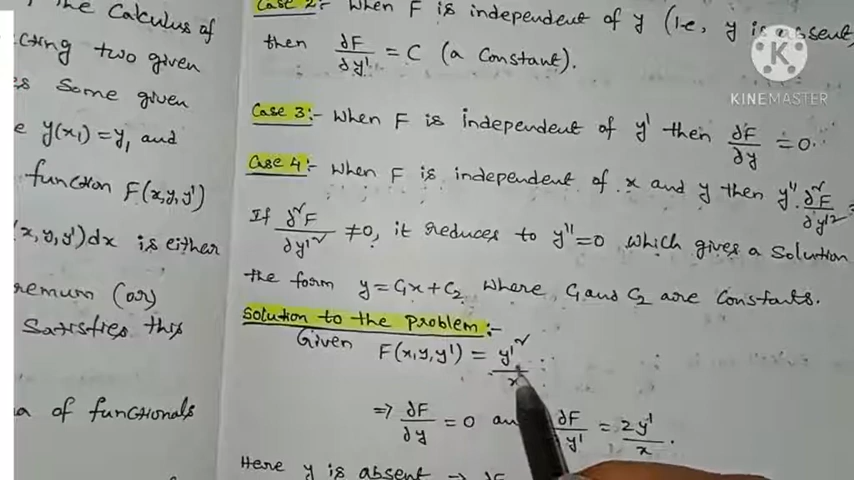 the Calculus of
cting two given
es Some given
e y(x₁)=y₁ and
function F(x,y,y')
(x,y,y')dx is either
remum (or)
Satisfies this
a of functionals
Case 2:- When F is independent of y (i.e, y is absent,
then ∂F/∂y' = C (a Constant).
Case 3:- When F is independent of y' then ∂F/∂y = 0.
Case 4:- When F is independent of x and y then y''.∂²F/∂y'² =
If ∂²F/∂y'² ≠0, it reduces to y''=0 which gives a Solution
the form y=C₁x+C₂ where C₁ and C₂ are Constants.
Solution to the problem:-
Given F(x,y,y') = y'²/x
=> ∂F/∂y = 0 an ∂F/y' = 2y'/x.
Here y is absent →
KINEMASTER